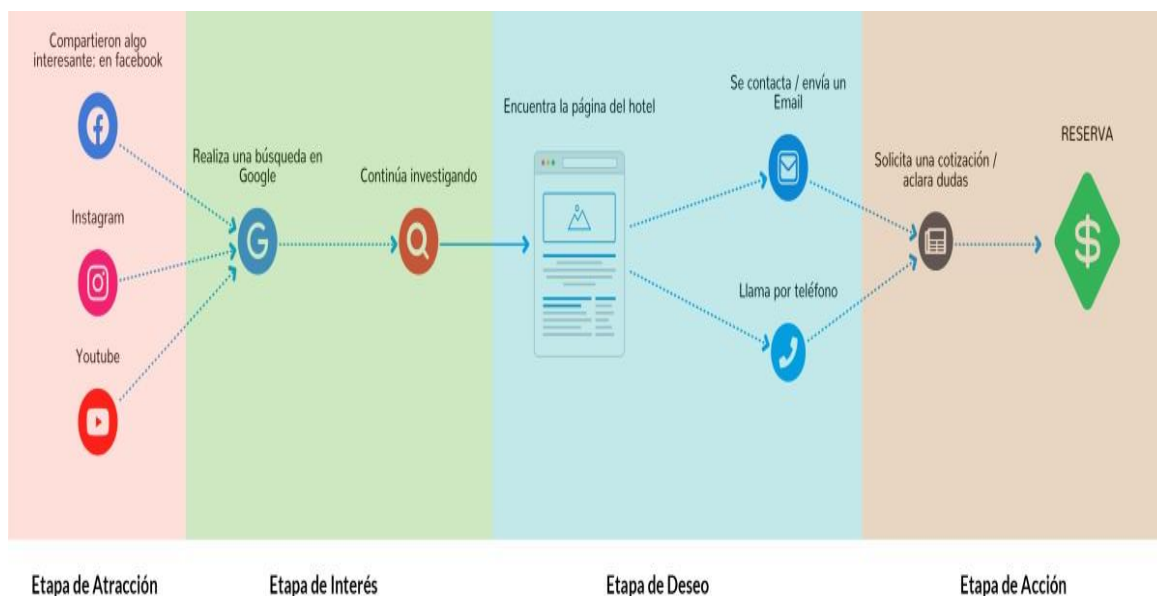 Compartieron algo
interesante: en facebook
Instagram
Youtube
Realiza una búsqueda en
Google
Continúa investigando
Encuentra la página del hotel
Se contacta / envía un
Email
Llama por teléfono
Solicita una cotización /
aclara dudas
RESERVA
Etapa de Atracción
Etapa de Interés
Etapa de Deseo
Etapa de Acción